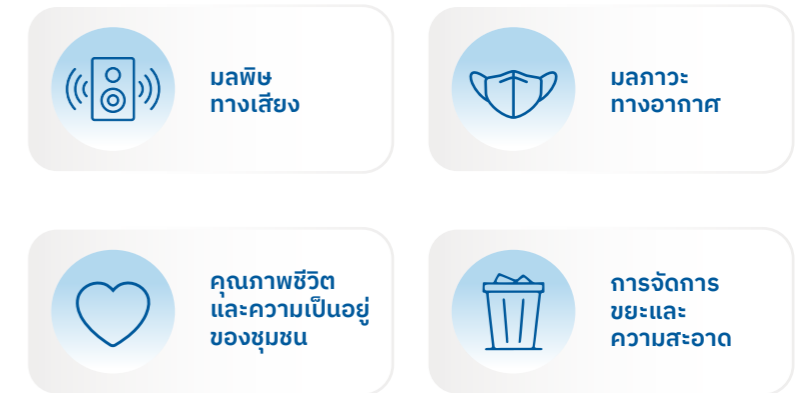 มลพิษ
ทางเสียง
มลภาวะ
ทางอากาศ
คุณภาพชีวิต
และความเป็นอยู่
ของชุมชน
การจัดการ
ขยะและ
ความสะอาด